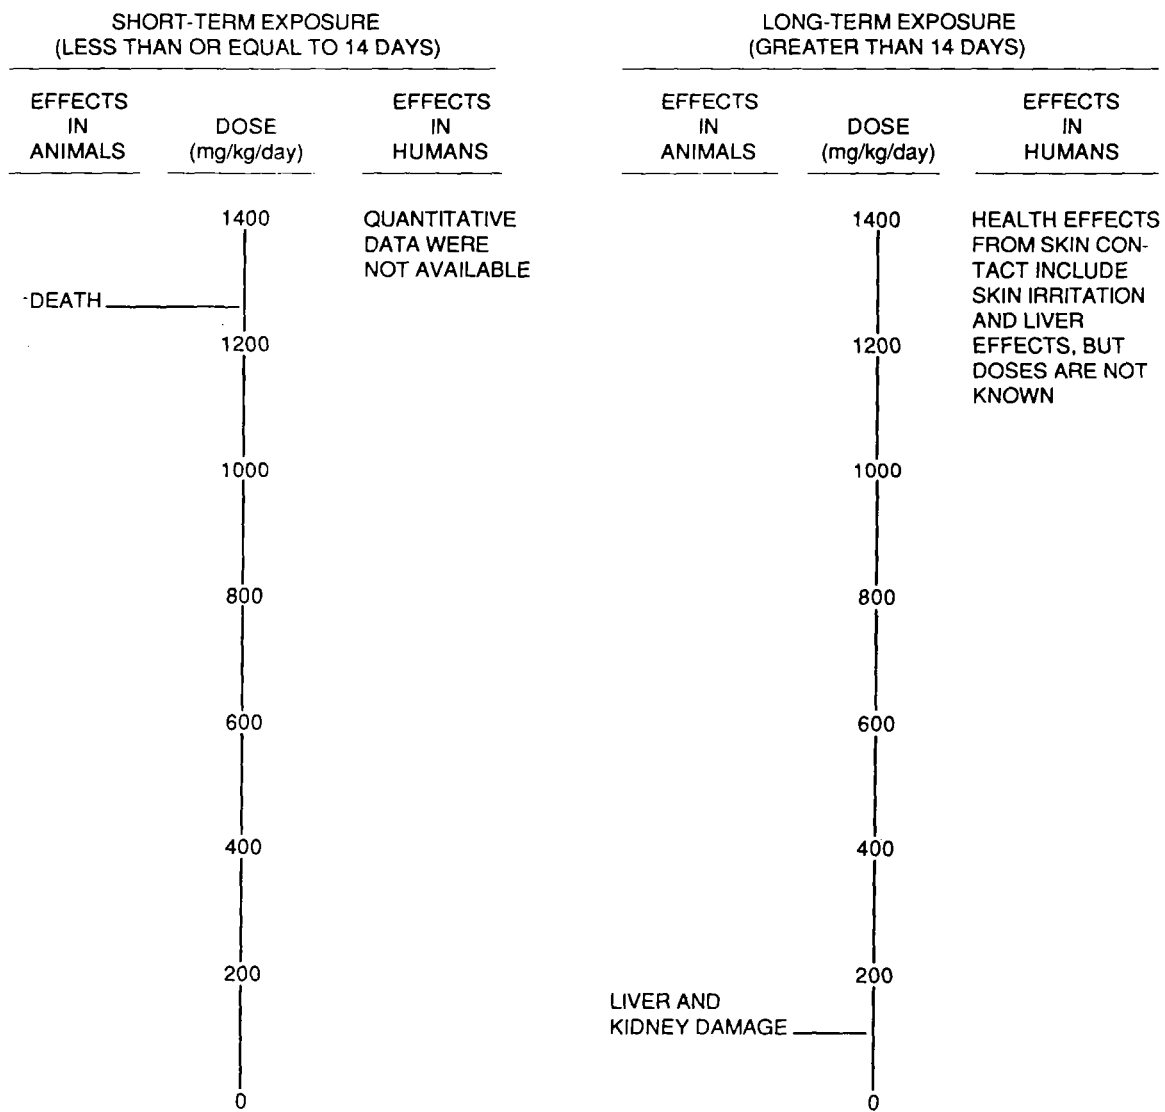 SHORT-TERM EXPOSURE
(LESS THAN OR EQUAL TO 14 DAYS)
EFFECTS
IN
ANIMALS
DOSE
(mg/kg/day)
EFFECTS
IN
HUMANS
1400
1200
1000
800
600
400
200
0
DEATH
QUANTITATIVE
DATA WERE
NOT AVAILABLE
LONG-TERM EXPOSURE
(GREATER THAN 14 DAYS)
EFFECTS
IN
ANIMALS
DOSE
(mg/kg/day)
EFFECTS
IN
HUMANS
1400
1200
1000
800
600
400
200
0
LIVER AND
KIDNEY DAMAGE
HEALTH EFFECTS
FROM SKIN CON-
TACT INCLUDE
SKIN IRRITATION
AND LIVER
EFFECTS, BUT
DOSES ARE NOT
KNOWN